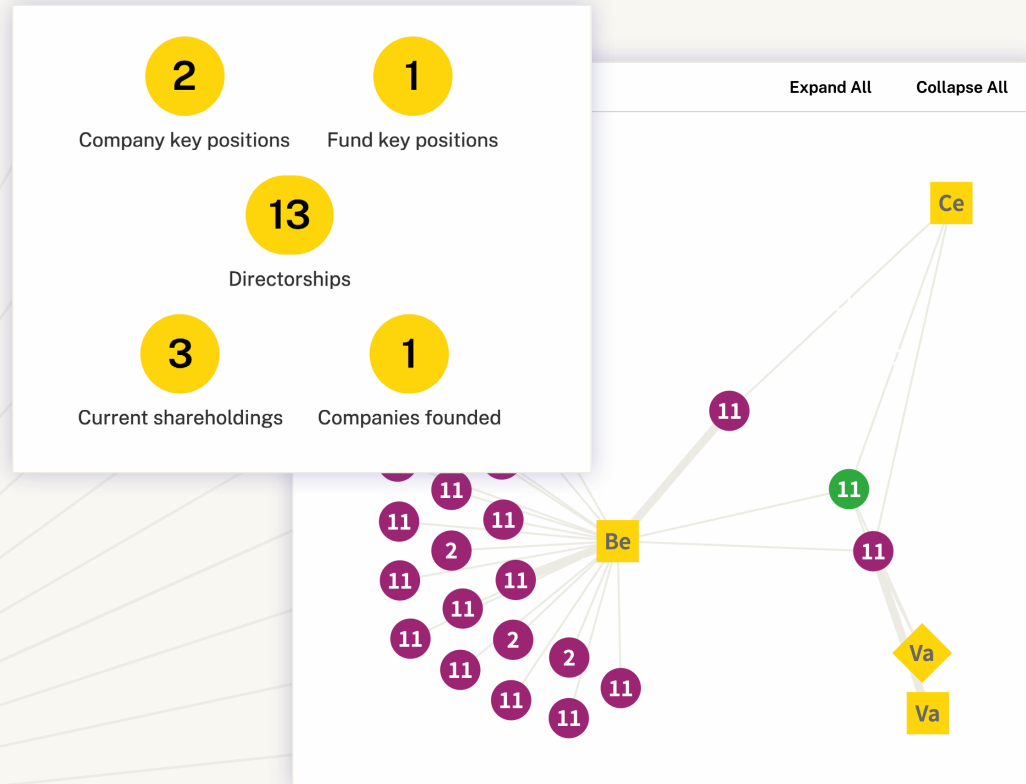 2 1
Company key positions Fund key positions
13
Directorships
3 1
Current shareholdings Companies founded
Expand All Collapse All
Ce
11
11 11
11 11
Be
2 11
11 11
11
11 2
2 Va
11
11 11
Va
11